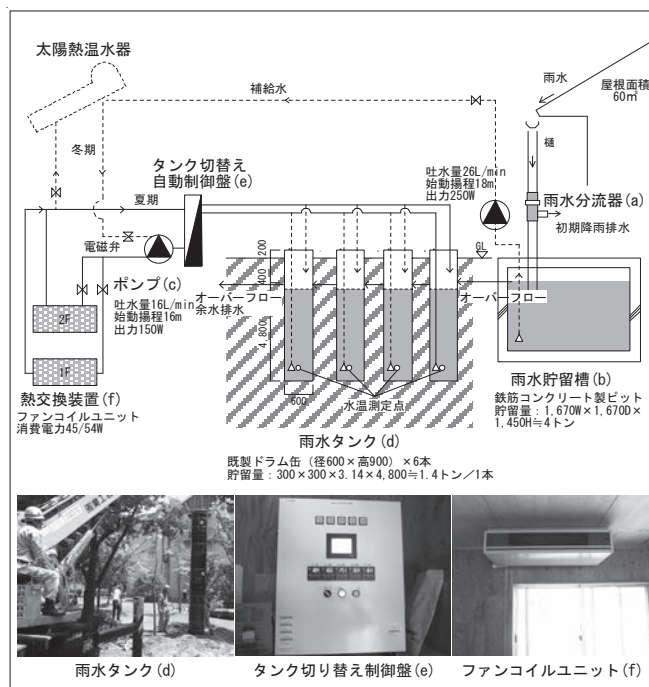 太陽熱温水器
補給水
雨水
屋根面積
60㎡
冬期
樋
タンク切替え
自動制御盤(e)
吐水量26L/min
始動揚程18m
出力250W
雨水分流器(a)
初期降雨排水
夏期
電磁弁
ポンプ(c)
吐水量16L/min
始動揚程16m
出力150W
200
400
4,800
600
GL
オーバーフロー
余水排水
オーバーフロー
2F
1F
熱交換装置(f)
ファンコイルユニット
消費電力45/54W
水温測定点
雨水タンク(d)
既製ドラム缶（径600×高900）×6本
貯留量：300×300×3.14×4,800≒1.4トン／1本
雨水貯留槽(b)
鉄筋コンクリート製ピット
貯留量：1,670W×1,670D×
1,450H≒4トン
雨水タンク(d)
タンク切り替え制御盤(e)
ファンコイルユニット(f)